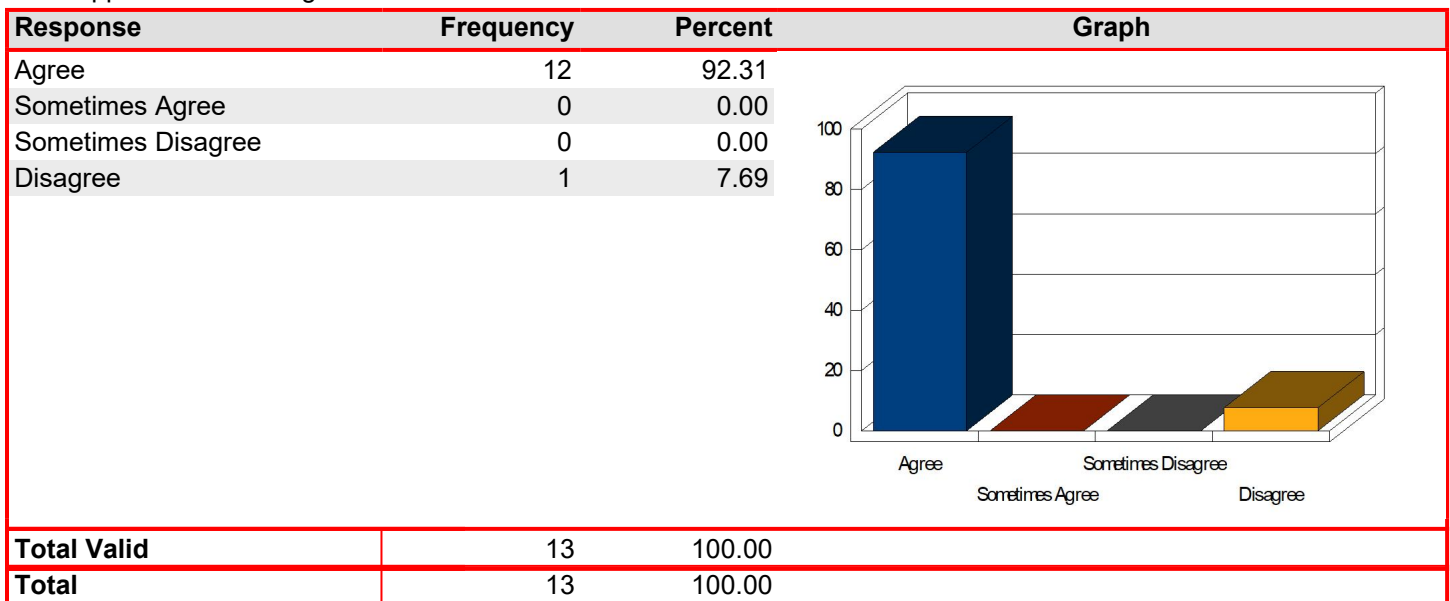 Response Frequency Percent Graph
Agree 12 92.31
Sometimes Agree 0 0.00
Sometimes Disagree 0 0.00
Disagree 1 7.69
100
80
60
40
20
0
Agree Sometimes Disagree
Sometimes Agree Disagree
Total Valid 13 100.00
Total 13 100.00